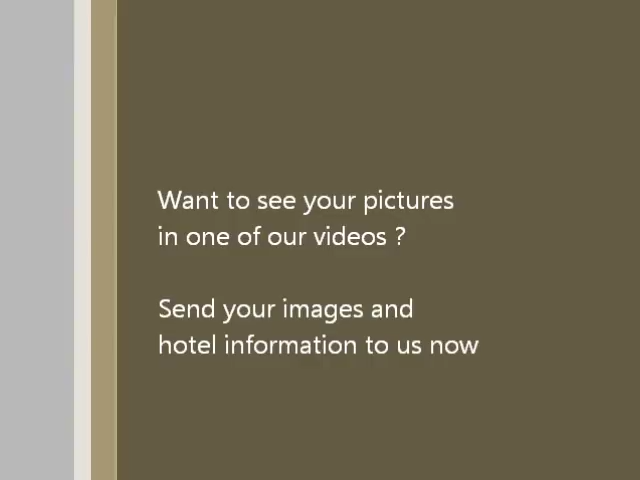 Want to see your pictures
in one of our videos ?
Send your images and
hotel information to us now